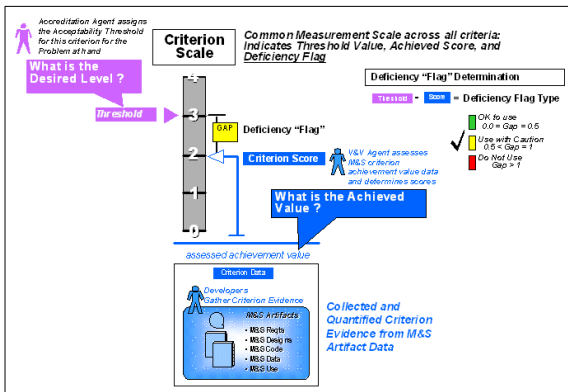 Accreditation Agent assigns
the Acceptability Threshold
for this criterion for the
Problem at hand
What is the
Desired Level ?
Threshold
Criterion
Scale
4
3
2
1
0
GAP
Deficiency "Flag"
Criterion Score
Common Measurement Scale across all criteria:
Indicates Threshold Value, Achieved Score, and
Deficiency Flag
Deficiency "Flag" Determination
Threshold - Score = Deficiency Flag Type
OK to use
0.0 = Gap = 0.5
Use with Caution
0.5 < Gap = 1
Do Not Use
Gap > 1
V&V Agent assesses
M&S criterion
achievement value data
and determines scores
What is the Achieved
Value ?
assessed achievement value
Criterion Data
Developers
Gather Criterion Evidence
M&S Artifacts
• M&S Reqts
• M&S Designs
• M&S Code
• M&S Data
• M&S Use
Collected and
Quantified Criterion
Evidence from M&S
Artifact Data